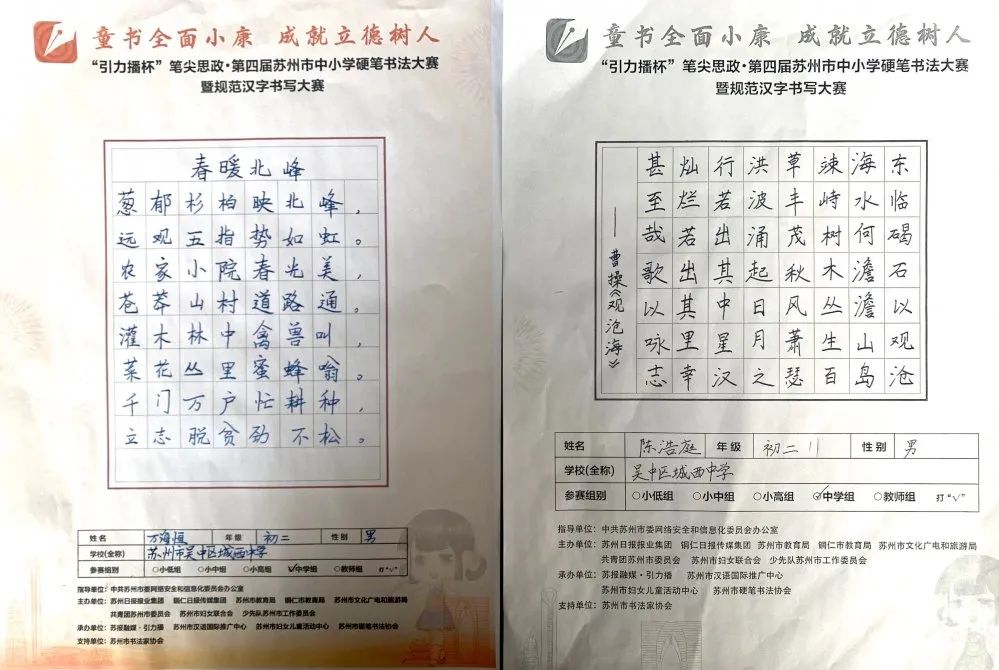 童书全面小康 成就立德树人
“引力播杯”笔尖思政·第四届苏州市中小学硬笔书法大赛
暨规范汉字书写大赛
春暖北峰
葱郁杉柏映北峰，
远观五指势如虹。
农家小院春光美，
苍莽山村道路通，
灌木林中禽兽叫，
菜花丛里蜜蜂嗡。
千门万户忙耕种，
立志脱贫劲不松。
姓名 年级 初二 性别 男
学校(全称) 苏州市吴中区城西中学
参赛组别 ○小低组 ○小中组 ○小高组 ✓中学组 ○教师组 打“√”
指导单位：中共苏州市委网络安全和信息化委员会办公室
主办单位：苏州日报报业集团 铜仁日报传媒集团 苏州市教育局 铜仁市教育局 苏州市文化广电和旅游局
共青团苏州市委员会 苏州市妇女联合会 少先队苏州市工作委员会
承办单位：苏报融媒·引力播 苏州市汉语国际推广中心 苏州市妇女儿童活动中心 苏州市硬笔书法协会
支持单位：苏州市书法家协会
童书全面小康 成就立德树人
“引力播杯”笔尖思政·第四届苏州市中小学硬笔书法大赛
暨规范汉字书写大赛
东临碣石以观沧
海水何澹澹山岛
竦峙树木丛生百
草丰茂秋风萧瑟
洪波涌起日月之
行若出其中星汉
灿烂若出其里幸
甚至哉歌以咏志
——曹操《观沧海》
姓名 陈浩庭 年级 初二 11 性别 男
学校(全称) 吴中区城西中学
参赛组别 ○小低组 ○小中组 ○小高组 ✓中学组 ○教师组 打“√”
指导单位：中共苏州市委网络安全和信息化委员会办公室
主办单位：苏州日报报业集团 铜仁日报传媒集团 苏州市教育局 铜仁市教育局 苏州市文化广电和旅游局
共青团苏州市委员会 苏州市妇女联合会 少先队苏州市工作委员会
承办单位：苏报融媒·引力播 苏州市汉语国际推广中心
苏州市妇女儿童活动中心 苏州市硬笔书法协会
支持单位：苏州市书法家协会